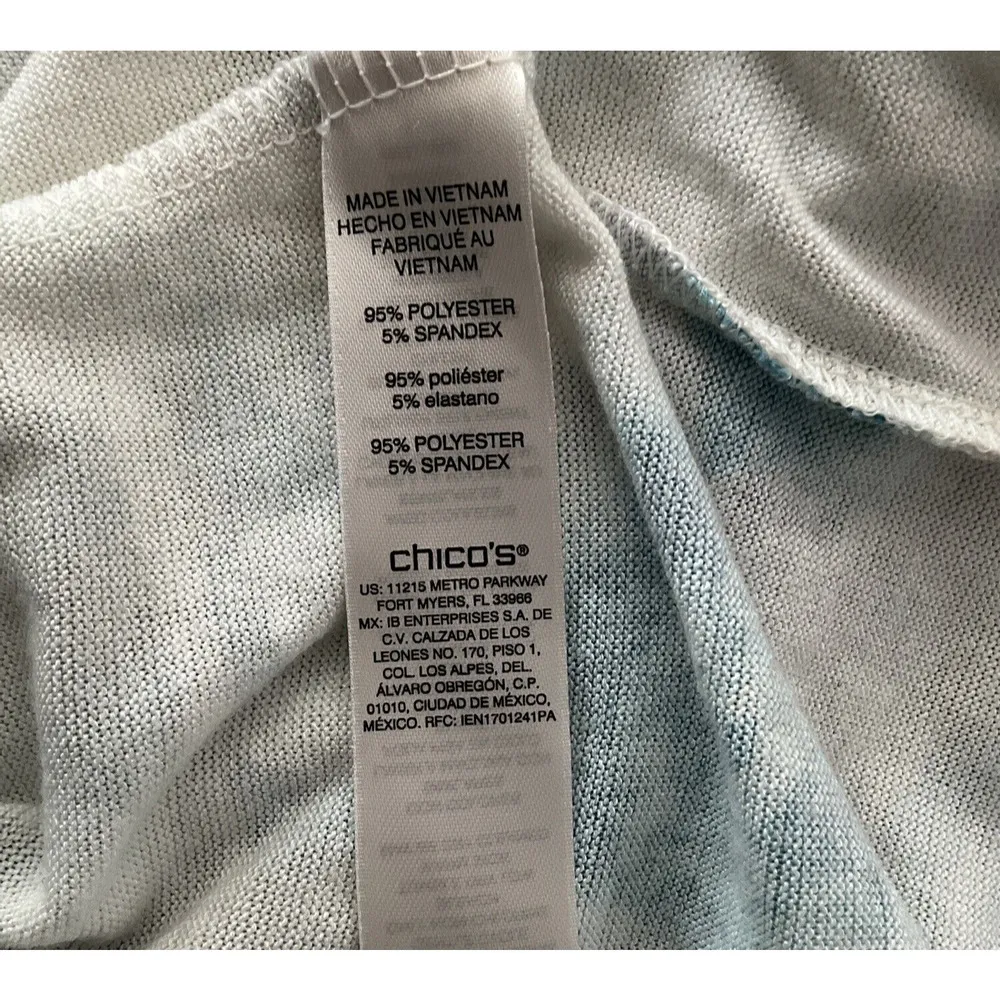 MADE IN VIETNAM
HECHO EN VIETNAM
FABRIQUÉ AU
VIETNAM
95% POLYESTER
5% SPANDEX
95% poliéster
5% elastano
95% POLYESTER
5% SPANDEX
chico's®
US: 11215 METRO PARKWAY
FORT MYERS, FL 33966
MX: IB ENTERPRISES S.A. DE
C.V. CALZADA DE LOS
LEONES NO. 170, PISO 1,
COL. LOS ALPES, DEL.
ÁLVARO OBREGÓN, C.P.
01010, CIUDAD DE MÉXICO,
MÉXICO. RFC: IEN1701241PA